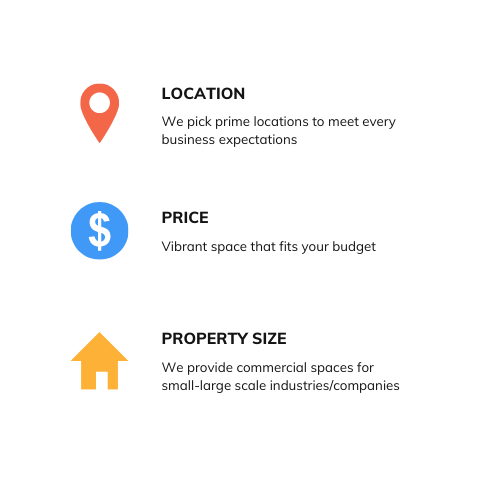 LOCATION
We pick prime locations to meet every
business expectations
$
PRICE
Vibrant space that fits your budget
PROPERTY SIZE
We provide commercial spaces for
small-large scale industries/companies